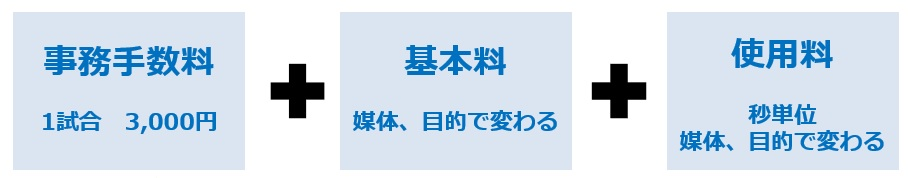 事務手数料
1試合　3,000円
基本料
媒体、目的で変わる
使用料
秒単位
媒体、目的で変わる